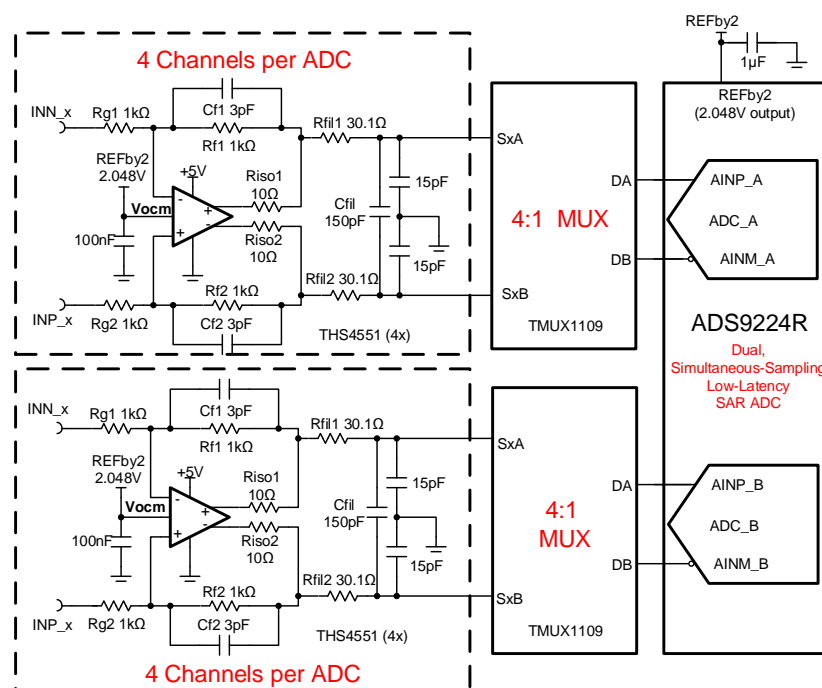 4 Channels per ADC
INN_x
Rg1 1kΩ
Cf1 3pF
Rf1 1kΩ
Rfil1 30.1Ω
REFby2
2.048V
+5V
Vocm
Riso1
10Ω
-
+
+
-
Riso2
10Ω
100nF
Cfil
150pF
15pF
15pF
Rf2 1kΩ
Rfil2 30.1Ω
INP_x
Rg2 1kΩ
Cf2 3pF
THS4551 (4x)
SxA
DA
4:1 MUX
DB
SxB
TMUX1109
REFby2
1µF
REFby2
(2.048V output)
AINP_A
ADC_A
AINM_A
ADS9224R
Dual,
Simultaneous-Sampling
Low-Latency
SAR ADC
INN_x
Rg1 1kΩ
Cf1 3pF
Rf1 1kΩ
Rfil1 30.1Ω
REFby2
2.048V
+5V
Vocm
Riso1
10Ω
-
+
+
-
Riso2
10Ω
100nF
Cfil
150pF
15pF
15pF
Rf2 1kΩ
Rfil2 30.1Ω
INP_x
Rg2 1kΩ
Cf2 3pF
THS4551 (4x)
4 Channels per ADC
SxA
DA
4:1
MUX
DB
SxB
TMUX1109
AINP_B
ADC_B
AINM_B